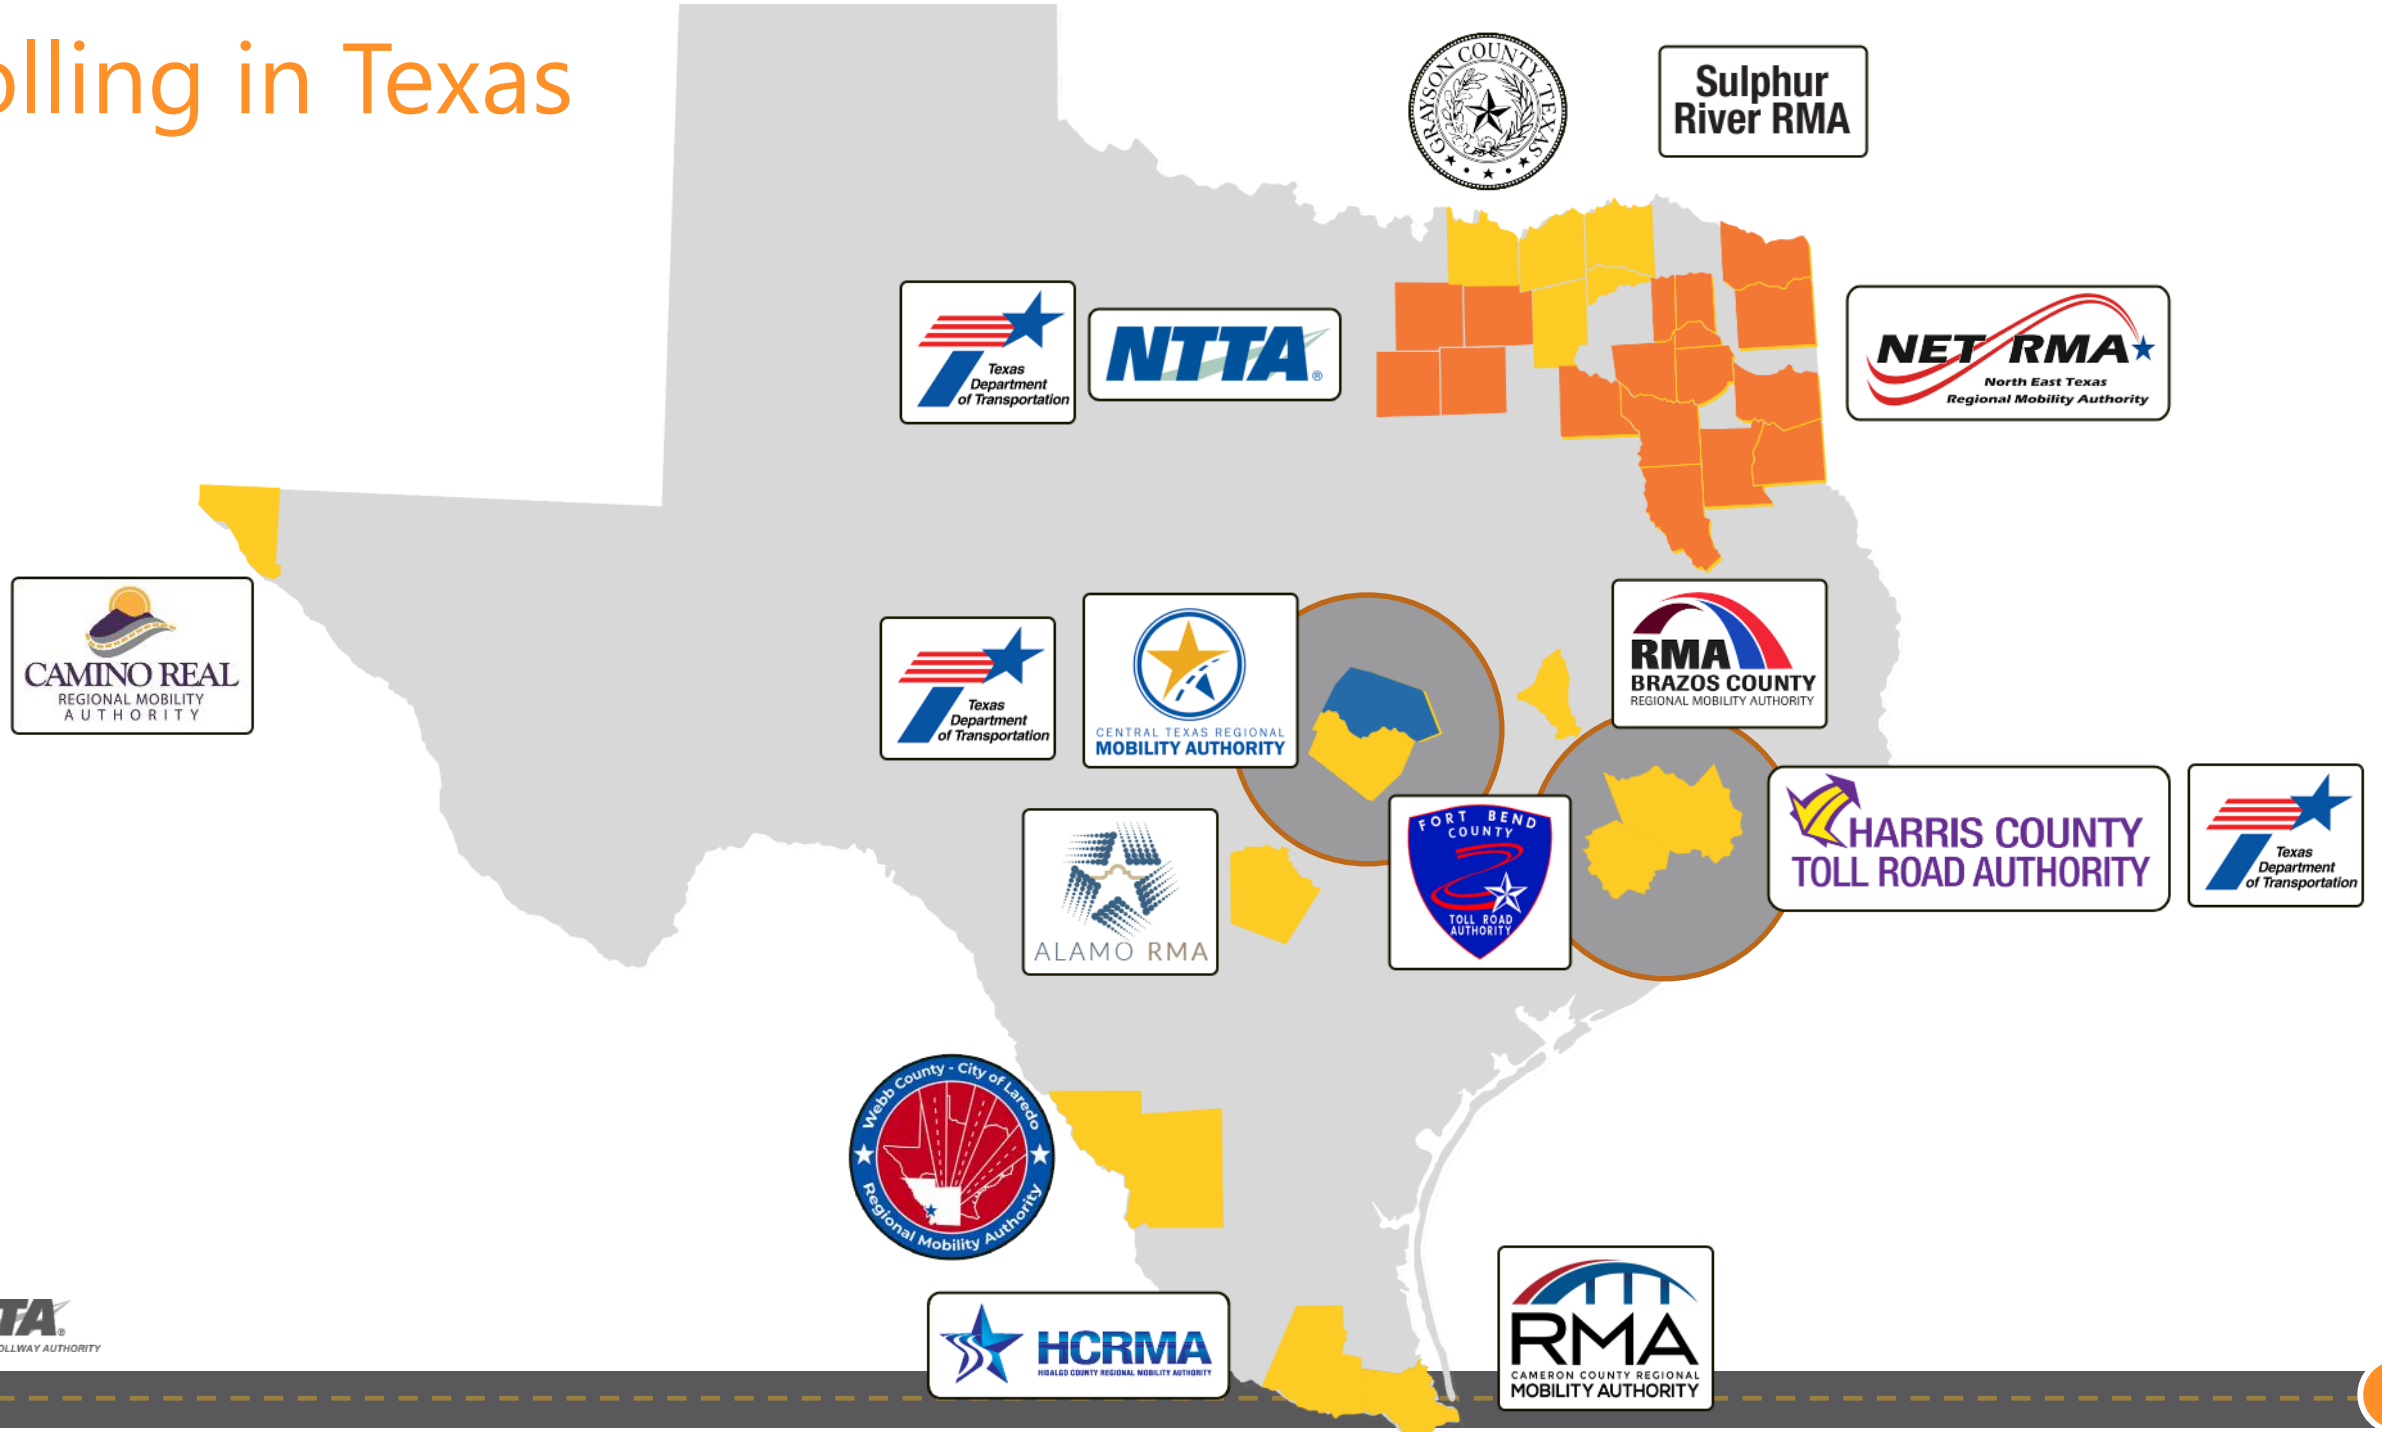 olling in Texas
GRAYSON COUNTY, TEXAS
Sulphur
River RMA
Texas
Department
of Transportation
NTTA®
NET RMA
North East Texas
Regional Mobility Authority
CAMINO REAL
REGIONAL MOBILITY
AUTHORITY
Texas
Department
of Transportation
CENTRAL TEXAS REGIONAL
MOBILITY AUTHORITY
RMA
BRAZOS COUNTY
REGIONAL MOBILITY AUTHORITY
ALAMO RMA
FORT BEND
COUNTY
TOLL ROAD
AUTHORITY
HARRIS COUNTY
TOLL ROAD AUTHORITY
Texas
Department
of Transportation
Webb County - City of Laredo
Regional Mobility Authority
HCRMA
HIDALGO COUNTY REGIONAL MOBILITY AUTHORITY
RMA
CAMERON COUNTY REGIONAL
MOBILITY AUTHORITY
TA®
OLLWAY AUTHORITY